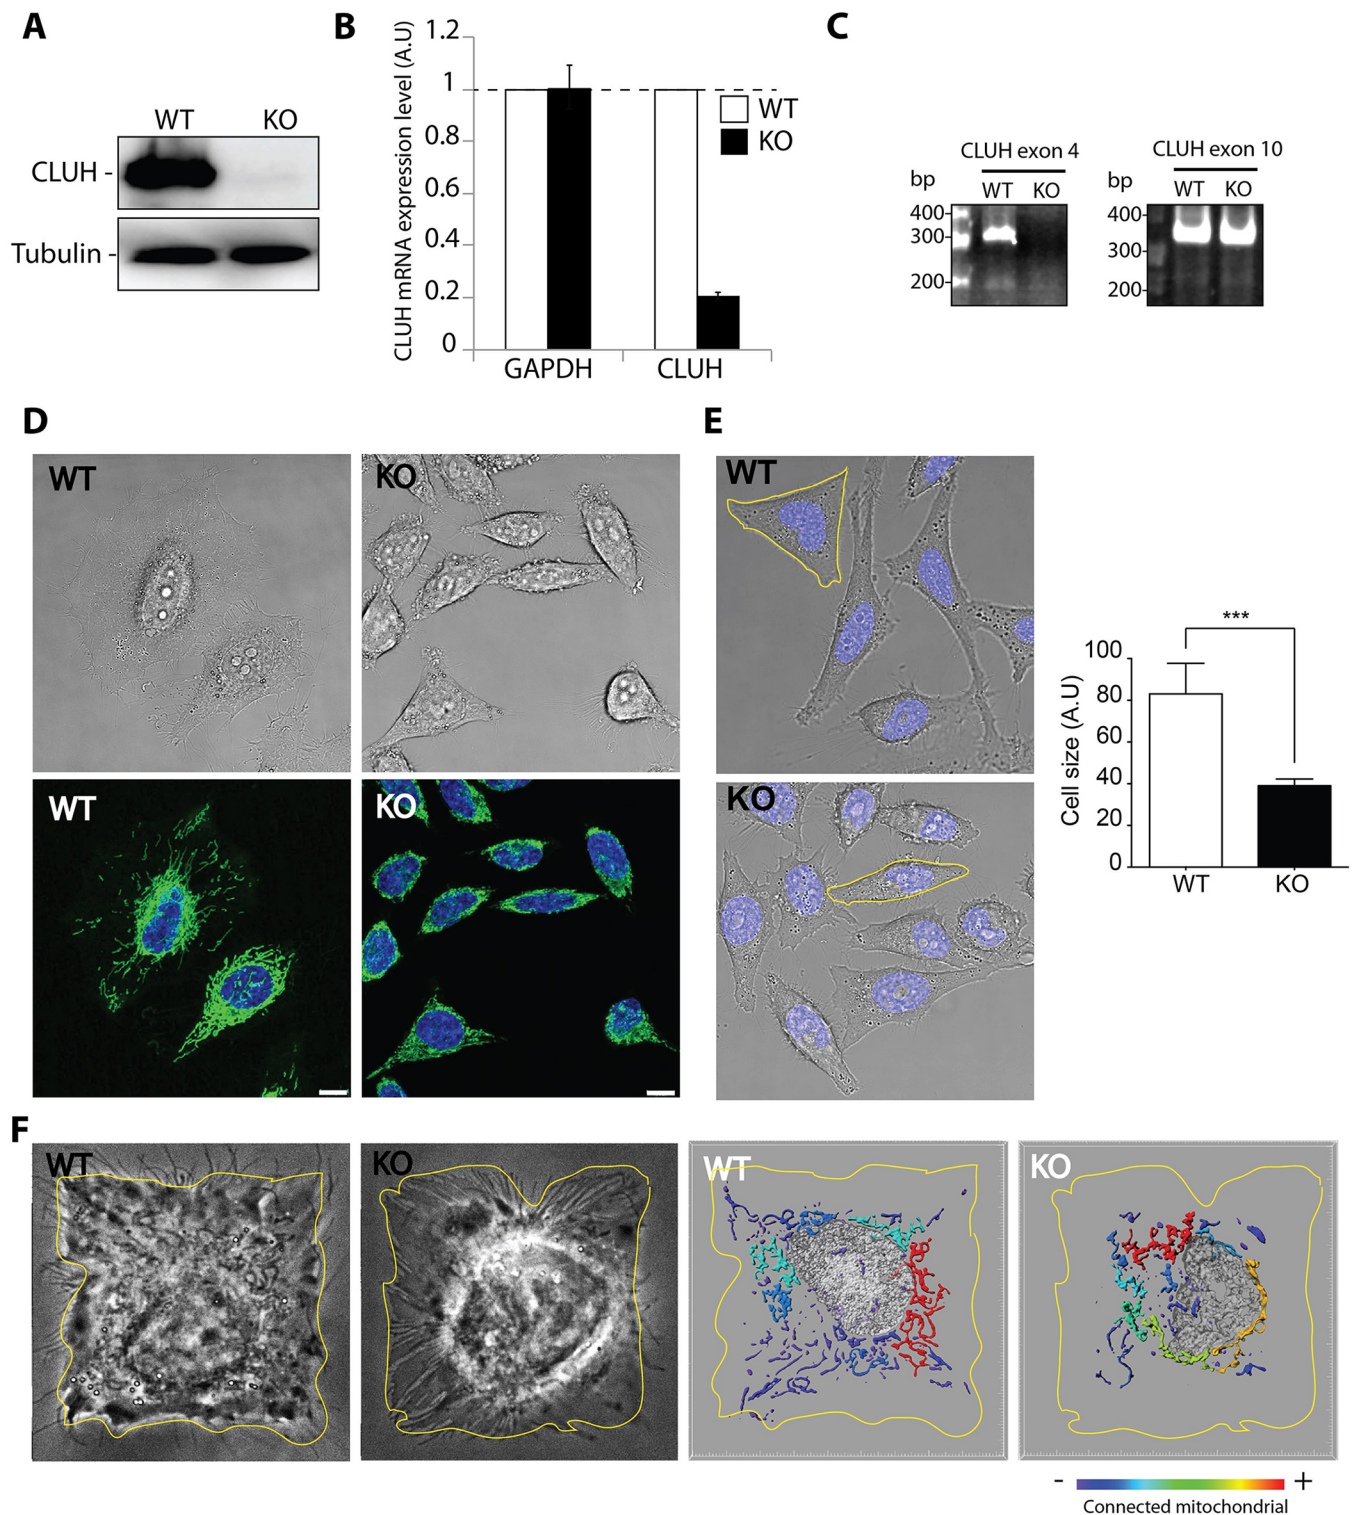 A
WT KO
CLUH -
Tubulin -
B
CLUH mRNA expression level (A.U)
1.2
1
0.8
0.6
0.4
0.2
0
GAPDH CLUH
WT
KO
C
CLUH exon 4
bp WT KO
400
300
200
CLUH exon 10
bp WT KO
400
300
200
D
WT KO
WT KO
E
WT
KO
Cell size (A.U)
100
80
60
40
20
0
***
WT KO
F
WT KO WT KO
- +
Connected mitochondrial